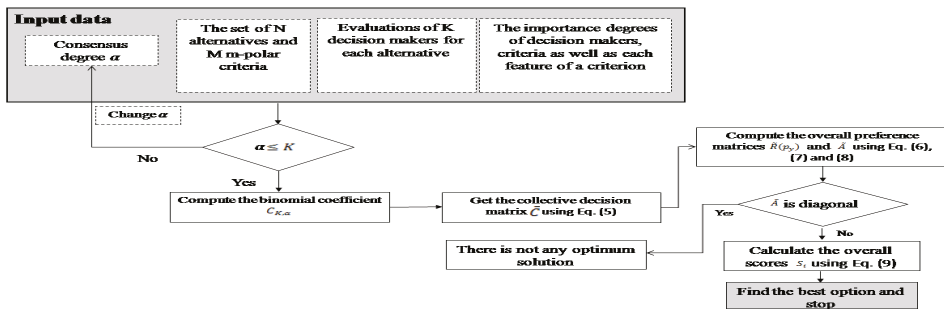 Input data
Consensus
degree α
The set of N
alternatives and
M m-polar
criteria
Evaluations of K
decision makers for
each alternative
The importance degrees
of decision makers,
criteria as well as each
feature of a criterion
Change α
α ≤ K
No
Yes
Compute the binomial coefficient
C_{K,α}
Get the collective decision
matrix C̃ using Eq. (5)
Compute the overall preference
matrices R̃(p_y) and Ã using Eq. (6),
(7) and (8)
Ã is diagonal
Yes
No
There is not any optimum
solution
Calculate the overall
scores s_i using Eq. (9)
Find the best option and
stop